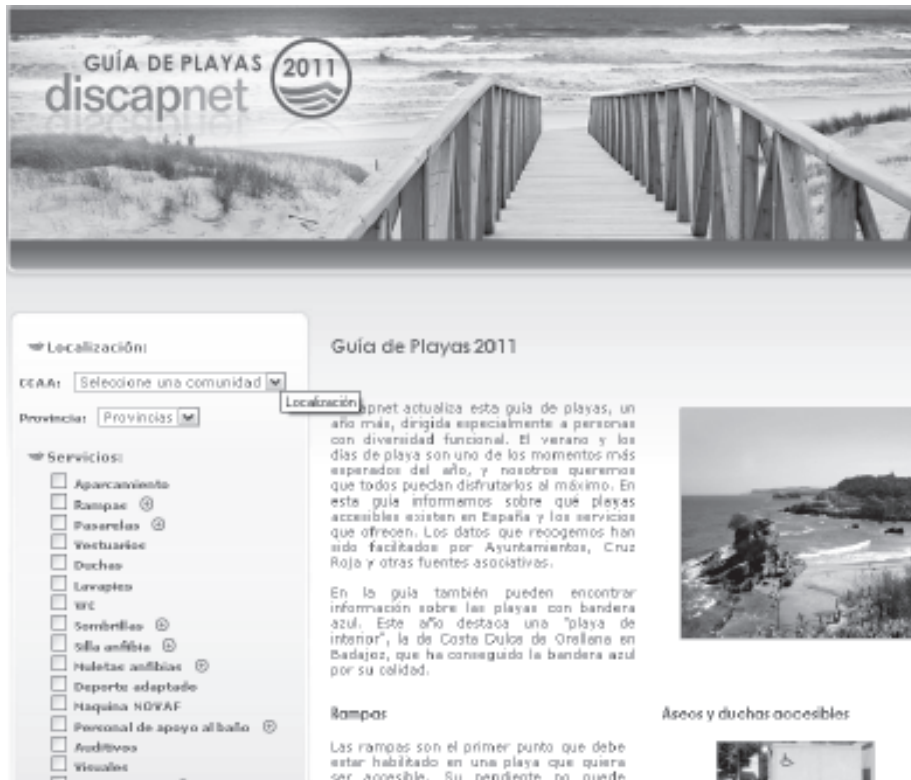 GUÍA DE PLAYAS
discapnet
2011
Localización:
CCAA: Seleccione una comunidad
Localización
Provincia: Provincias
Servicios:
Aparcamiento
Rampas
Pasarelas
Vestuarios
Duchas
Lavapies
WC
Sombrillas
Silla anfibia
Muletas anfibias
Deporte adaptado
Maquina NOVAF
Personal de apoyo al baño
Auditivos
Visuales
Guía de Playas 2011
apnet actualiza esta guía de playas, un
año más, dirigida especialmente a personas
con diversidad funcional. El verano y los
días de playa son uno de los momentos más
esperados del año, y nosotros queremos
que todos puedan disfrutarlos al máximo. En
esta guía informamos sobre qué playas
accesibles existen en España y los servicios
que ofrecen. Los datos que recogemos han
sido facilitados por Ayuntamientos, Cruz
Roja y otras fuentes asociativas.
En la guía también pueden encontrar
información sobre las playas con bandera
azul. Este año destaca una "playa de
interior", la de Costa Dulce de Orellana en
Badajoz, que ha conseguido la bandera azul
por su calidad.
Rampas
Las rampas son el primer punto que debe
estar habilitado en una playa que quiera
ser accesible. Su pendiente no puede
Aseos y duchas accesibles